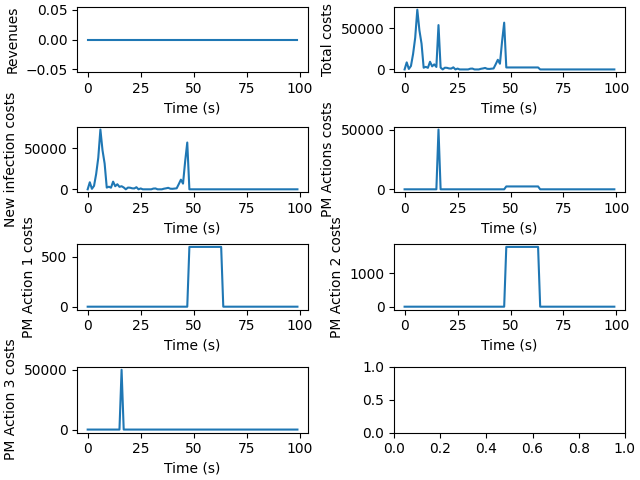 Revenues
0.05
0.00
−0.05
0 25 50 75 100
Time (s)
Total costs
50000
0
0 25 50 75 100
Time (s)
New infection costs
50000
0
0 25 50 75 100
Time (s)
PM Actions costs
50000
0
0 25 50 75 100
Time (s)
PM Action 1 costs
500
0
0 25 50 75 100
Time (s)
PM Action 2 costs
1000
0
0 25 50 75 100
Time (s)
PM Action 3 costs
50000
0
0 25 50 75 100
Time (s)
1.0
0.5
0.0
0.0 0.2 0.4 0.6 0.8 1.0